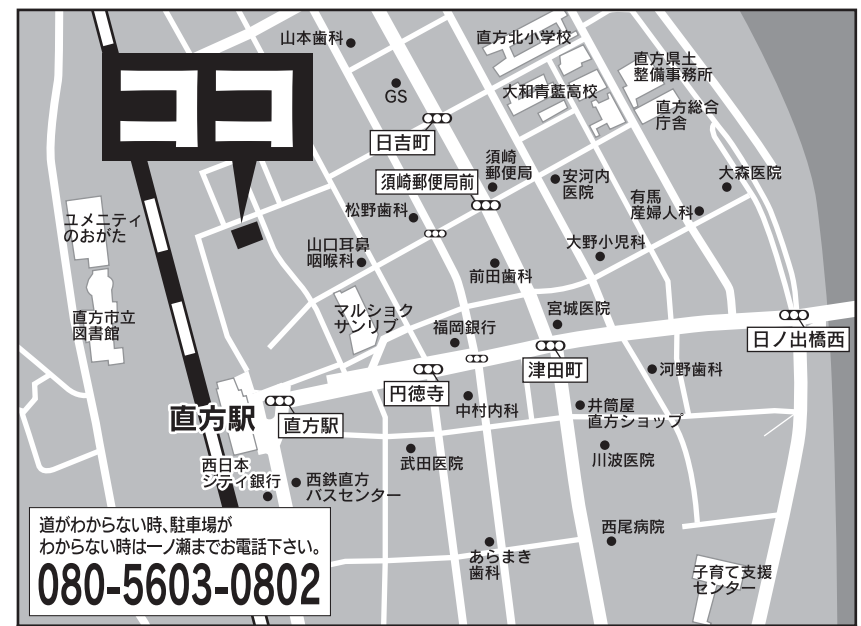 山本歯科
直方北小学校
直方県土
整備事務所
ココ
GS
大和青藍高校
直方総合
庁舎
日吉町
須崎
郵便局
須崎郵便局前
安河内
医院
大森医院
有馬
産婦人科
松野歯科
ユメニティ
のおがた
山口耳鼻
咽喉科
大野小児科
前田歯科
直方市立
図書館
マルショク
サンリブ
宮城医院
福岡銀行
日ノ出橋西
津田町
河野歯科
円徳寺
直方駅
直方駅
中村内科
井筒屋
直方ショップ
武田医院
川波医院
西日本
シティ銀行
西鉄直方
バスセンター
道がわからない時、駐車場が
わからない時は一ノ瀬までお電話下さい。
080-5603-0802
西尾病院
あらまき
歯科
子育て支援
センター